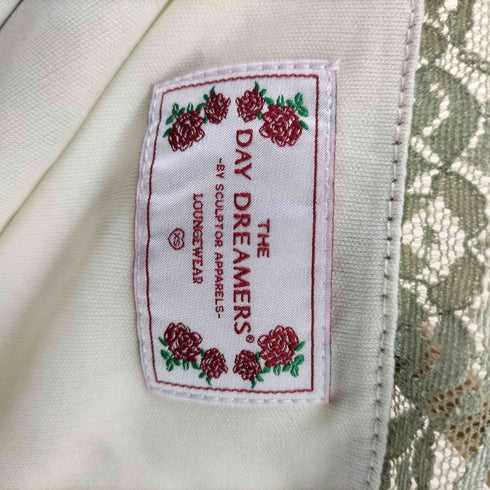 THE
DAY DREAMERS®
-BY SCULPTOR APPARELS-
LOUNGEWEAR
XS